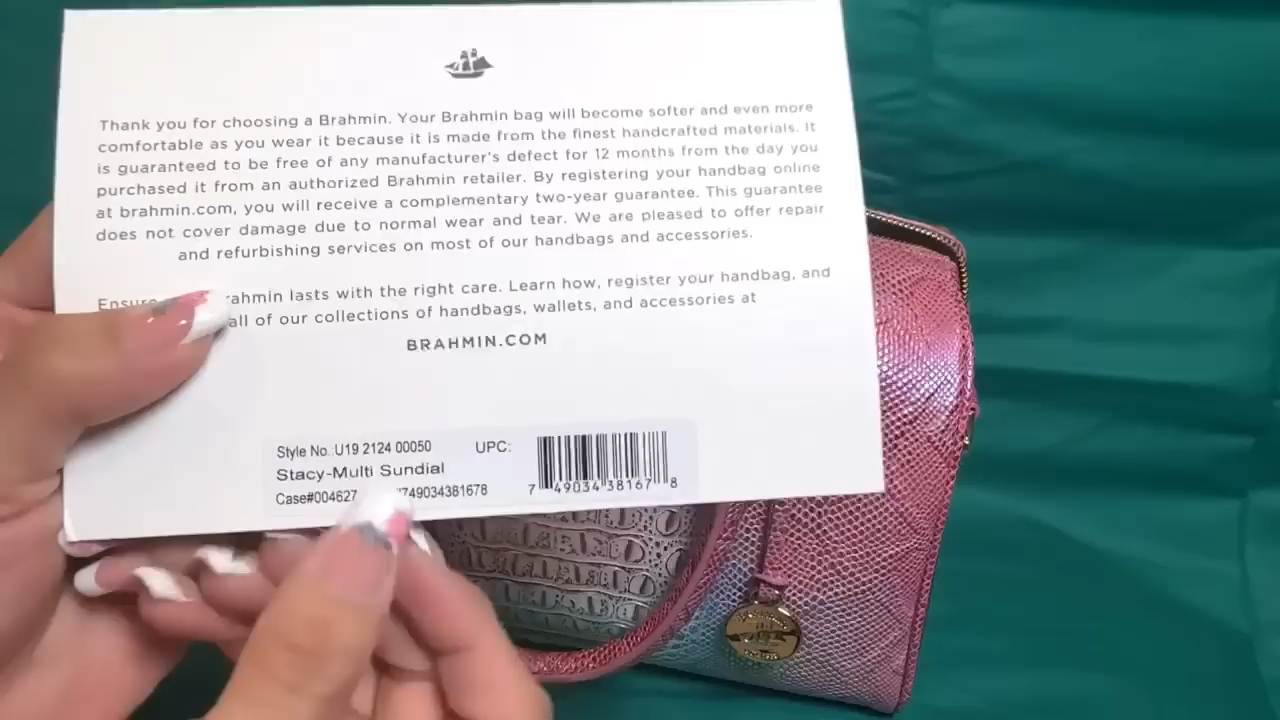 Thank you for choosing a Brahmin. Your Brahmin bag will become softer and even more
comfortable as you wear it because it is made from the finest handcrafted materials. It
is guaranteed to be free of any manufacturer's defect for 12 months from the day you
purchased it from an authorized Brahmin retailer. By registering your handbag online
at brahmin.com, you will receive a complementary two-year guarantee. This guarantee
does not cover damage due to normal wear and tear. We are pleased to offer repair
and refurbishing services on most of our handbags and accessories.
Ensure rahmin lasts with the right care. Learn how, register your handbag, and
all of our collections of handbags, wallets, and accessories at
BRAHMIN.COM
Style No.:U19 2124 00050 UPC:
Stacy-Multi Sundial
Case#004627 749034381678
7 49034 38167 8